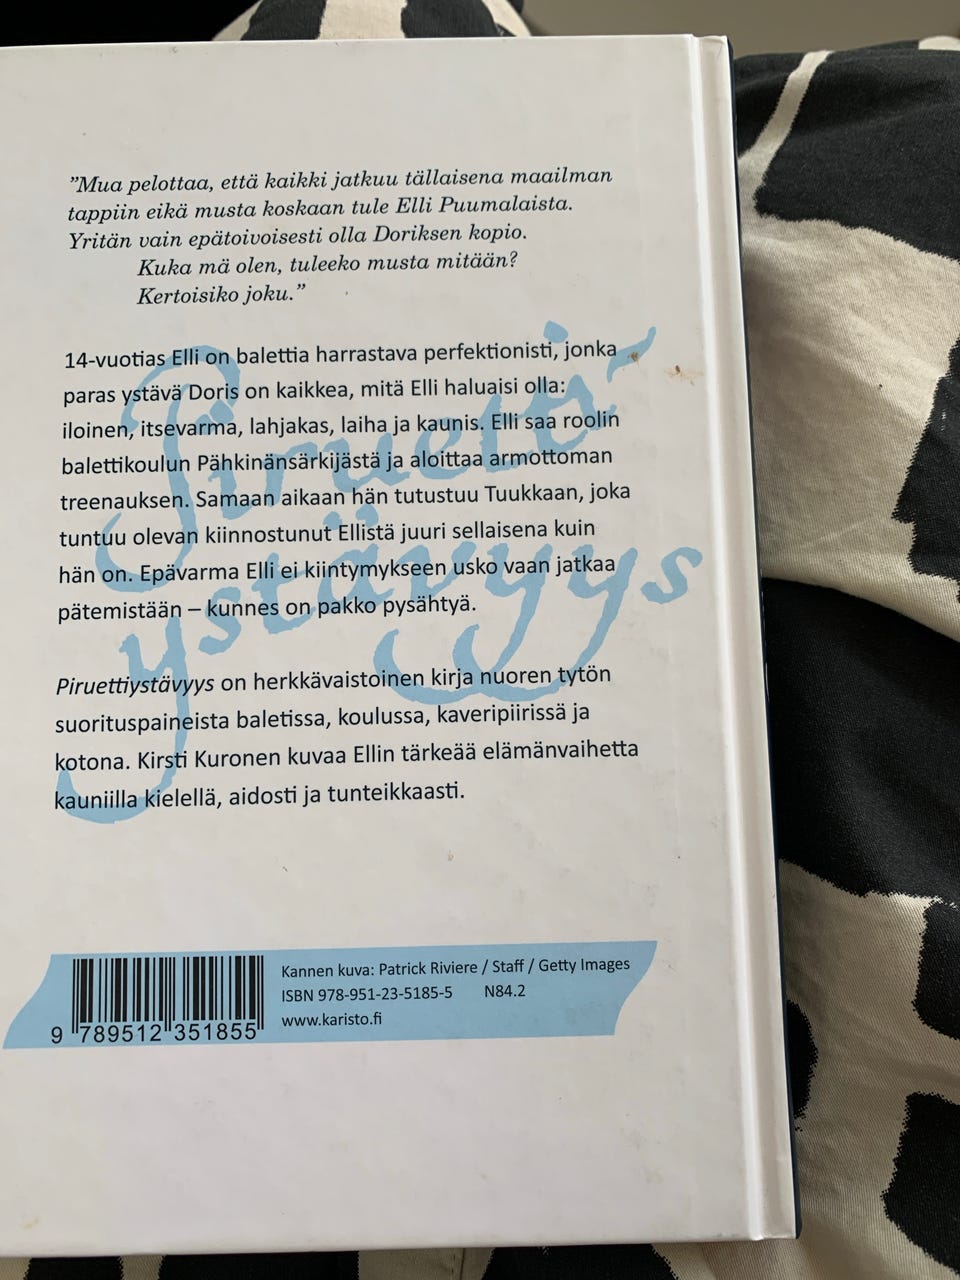 ”Mua pelottaa, että kaikki jatkuu tällaisena maailman
tappiin eikä musta koskaan tule Elli Puumalaista.
Yritän vain epätoivoisesti olla Doriksen kopio.
Kuka mä olen, tuleeko musta mitään?
Kertoisiko joku.”
Piruetti-
ystävyys
14-vuotias Elli on balettia harrastava perfektionisti, jonka
paras ystävä Doris on kaikkea, mitä Elli haluaisi olla:
iloinen, itsevarma, lahjakas, laiha ja kaunis. Elli saa roolin
balettikoulun Pähkinänsärkijästä ja aloittaa armottoman
treenauksen. Samaan aikaan hän tutustuu Tuukkaan, joka
tuntuu olevan kiinnostunut Ellistä juuri sellaisena kuin
hän on. Epävarma Elli ei kiintymykseen usko vaan jatkaa
pätemistään – kunnes on pakko pysähtyä.
Piruettiystävyys on herkkävaistoinen kirja nuoren tytön
suorituspaineista baletissa, koulussa, kaveripiirissä ja
kotona. Kirsti Kuronen kuvaa Ellin tärkeää elämänvaihetta
kauniilla kielellä, aidosti ja tunteikkaasti.
Kannen kuva: Patrick Riviere / Staff / Getty Images
ISBN 978-951-23-5185-5 N84.2
www.karisto.fi
9 789512 351855